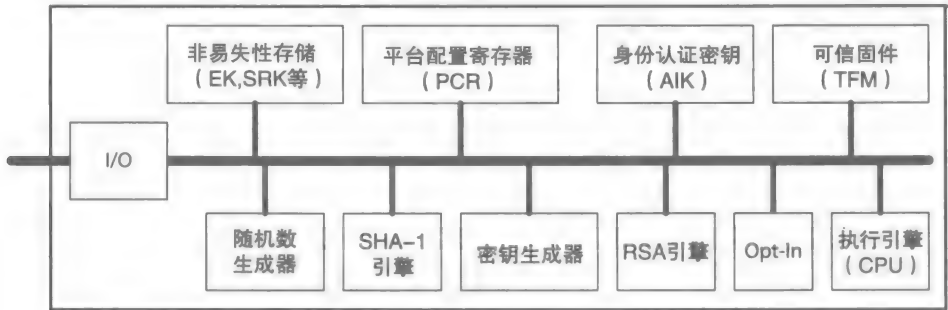 非易失性存储
（EK,SRK等）
平台配置寄存器
（PCR）
身份认证密钥
（AIK）
可信固件
（TFM）
I/O
随机数
生成器
SHA-1
引擎
密钥生成器
RSA引擎
Opt-In
执行引擎
（CPU）